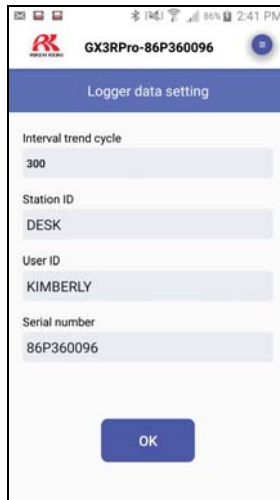 86% 2:41 PM
RIKEN KEIKI
GX3RPro-86P360096
Logger data setting
Interval trend cycle
300
Station ID
DESK
User ID
KIMBERLY
Serial number
86P360096
OK